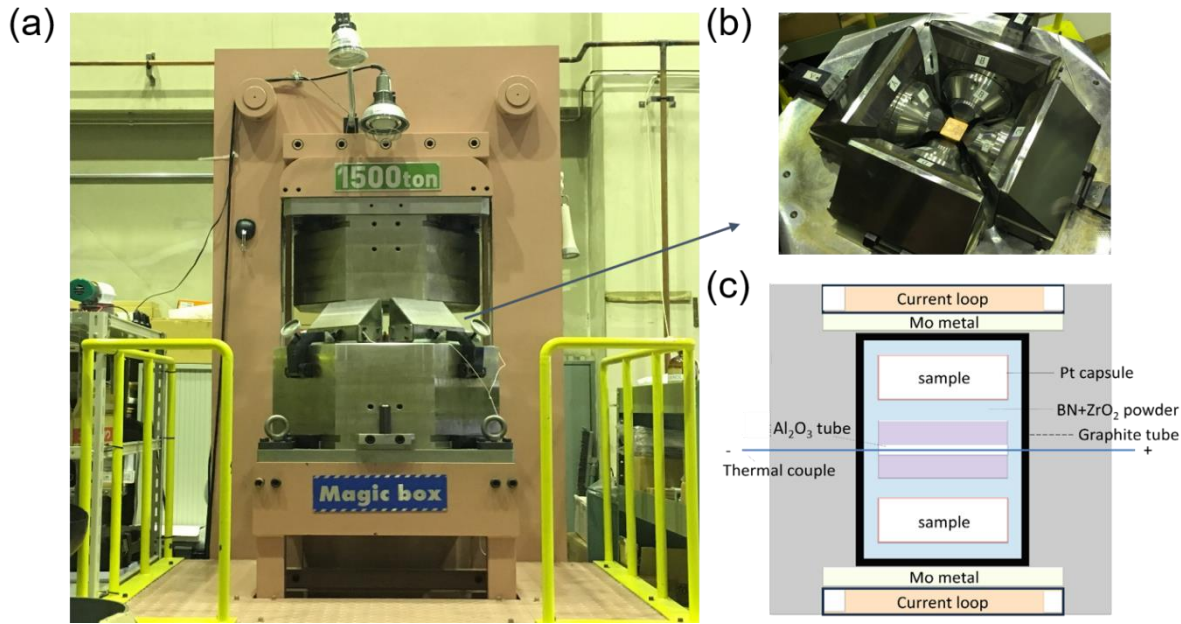 (a)
1500ton
Magic box
(b)
(c)
Current loop
Mo metal
sample
Pt capsule
BN+ZrO₂ powder
Al₂O₃ tube
Graphite tube
- +
Thermal couple
sample
Mo metal
Current loop